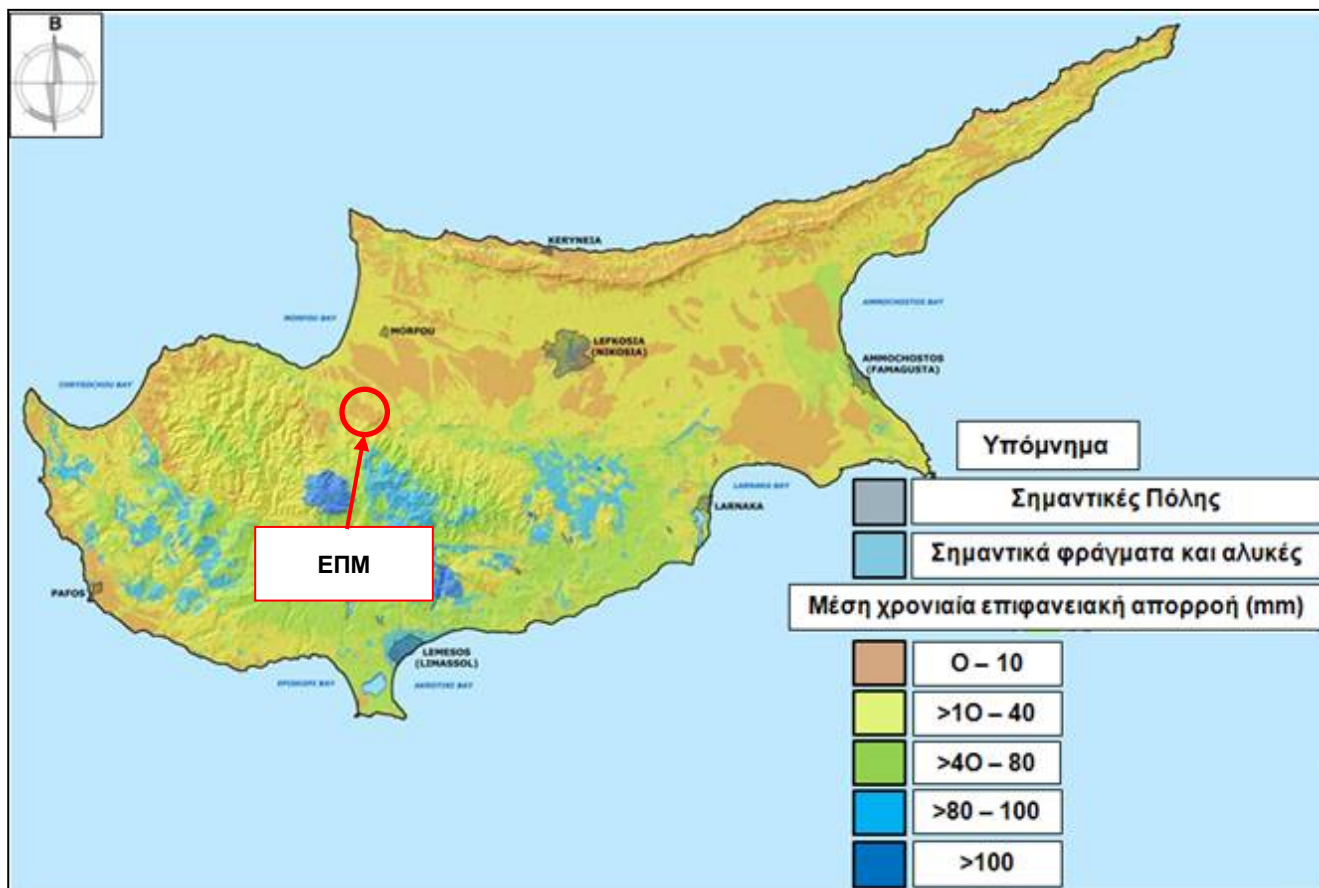 B
KERYNEIA
MORFOU BAY
MORPOU
AMMOCHOSTOS BAY
LEFKOSIA
(NIKOSIA)
AMMOCHOSTOS
(FAMAGUSTA)
CHRYSOCHOU BAY
Υπόμνημα
LARNAKA BAY
LARNAKA
Σημαντικές Πόλης
ΕΠΜ
Σημαντικά φράγματα και αλυκές
PAFOS
Μέση χρονιαία επιφανειακή απορροή (mm)
LEMESOS
(LIMASSOL)
EPISKOPI BAY
AKROTIRI BAY
O – 10
>1O – 40
>4O – 80
>80 – 100
>100